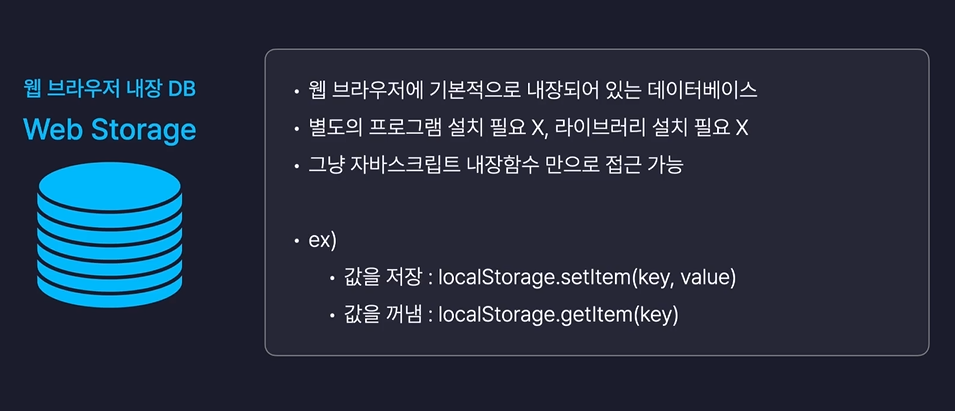 웹 브라우저 내장 DB
Web Storage
• 웹 브라우저에 기본적으로 내장되어 있는 데이터베이스
• 별도의 프로그램 설치 필요 X, 라이브러리 설치 필요 X
• 그냥 자바스크립트 내장함수 만으로 접근 가능
• ex)
• 값을 저장 : localStorage.setItem(key, value)
• 값을 꺼냄 : localStorage.getItem(key)